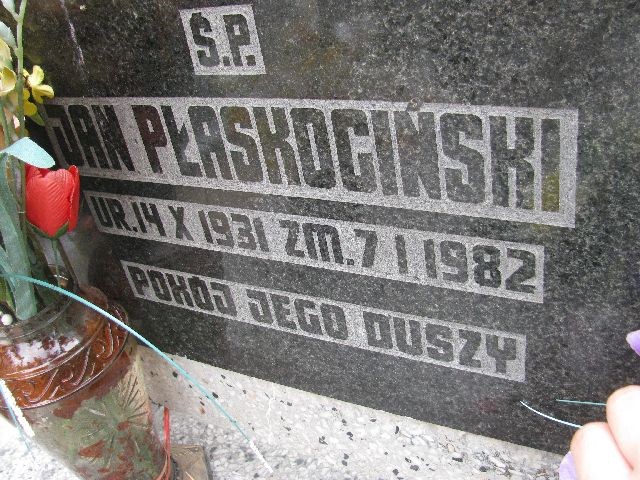 Ś.P.
JAN PŁASKOCIŃSKI
UR. 14 X 1931 ZM. 7 I 1982
POKÓJ JEGO DUSZY